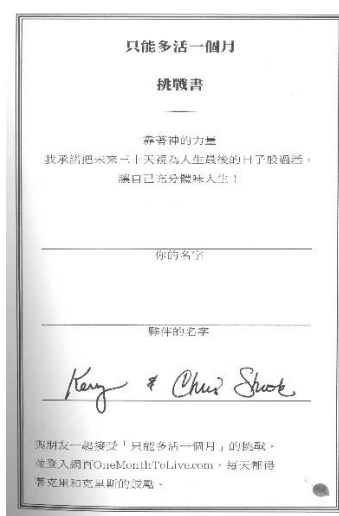 只能多活一個月
挑戰書
靠著神的力量
我承諾把未來三十天視為人生最後的日子般過活，
讓自己充分體味人生！
你的名字
夥伴的名字
Kerry & Chris Shook
與朋友一起接受「只能多活一個月」的挑戰，
並登入網頁OneMonthToLive.com，每天都得
著克里和克里斯的鼓勵。